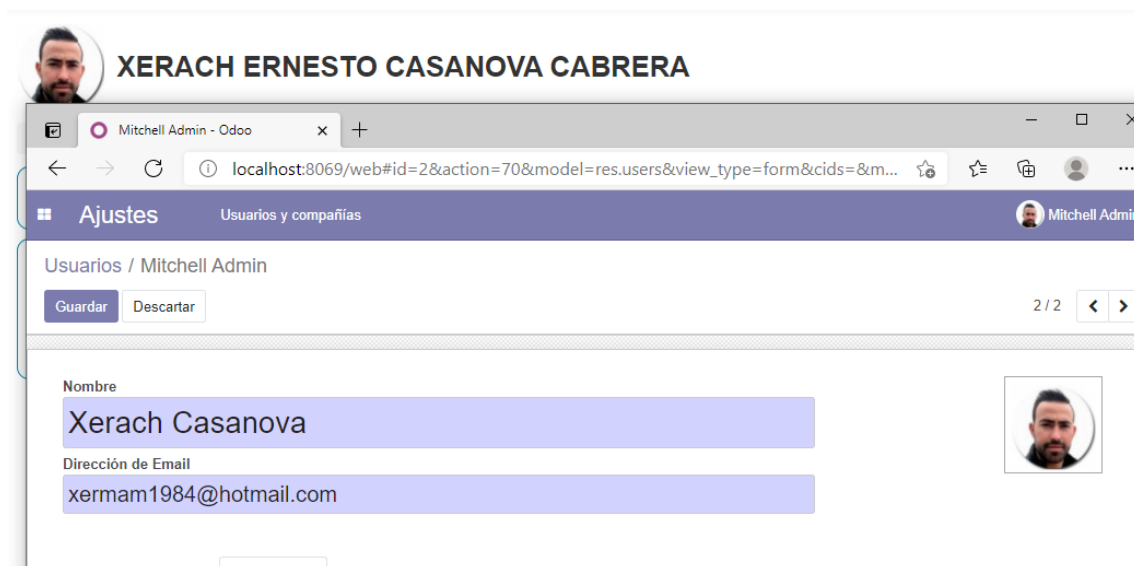 XERACH ERNESTO CASANOVA CABRERA
Mitchell Admin - Odoo
localhost:8069/web#id=2&action=70&model=res.users&view_type=form&cids=&m...
Ajustes Usuarios y compañías Mitchell Admin
Usuarios / Mitchell Admin
Guardar Descartar 2 / 2
Nombre
Xerach Casanova
Dirección de Email
xermam1984@hotmail.com